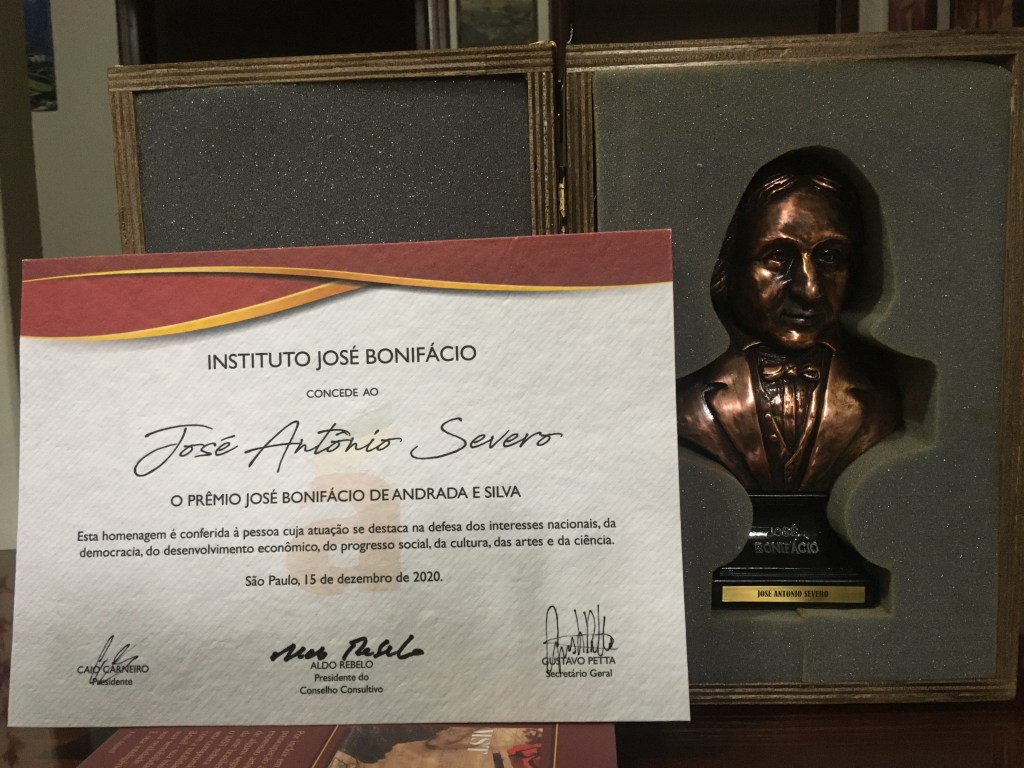 INSTITUTO JOSÉ BONIFÁCIO
CONCEDE AO
José Antônio Severo
O PRÊMIO JOSÉ BONIFÁCIO DE ANDRADA E SILVA
Esta homenagem é conferida à pessoa cuja atuação se destaca na defesa dos interesses nacionais, da
democracia, do desenvolvimento econômico, do progresso social, da cultura, das artes e da ciência.
São Paulo, 15 de dezembro de 2020.
CAIO CARNEIRO
Presidente
ALDO REBELO
Presidente do
Conselho Consultivo
GUSTAVO PETTA
Secretário Geral
JOSÉ
BONIFÁCIO
JOSE ANTONIO SEVERO